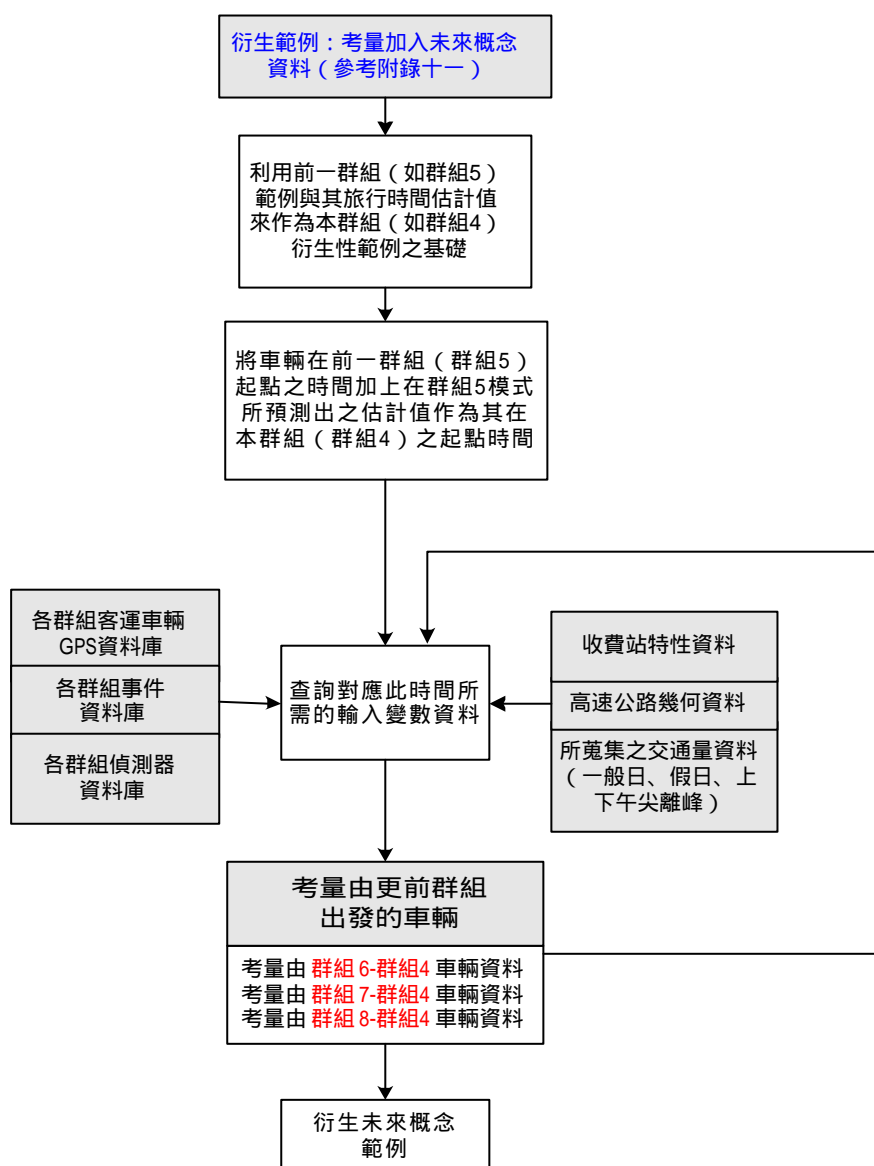 衍生範例：考量加入未來概念
資料（參考附錄十一）
利用前一群組（如群組5）
範例與其旅行時間估計值
來作為本群組（如群組4）
衍生性範例之基礎
將車輛在前一群組（群組5）
起點之時間加上在群組5模式
所預測出之估計值作為其在
本群組（群組4）之起點時間
各群組客運車輛
GPS資料庫
各群組事件
資料庫
各群組偵測器
資料庫
查詢對應此時間所
需的輸入變數資料
收費站特性資料
高速公路幾何資料
所蒐集之交通量資料
（一般日、假日、上
下午尖離峰）
考量由更前群組
出發的車輛
考量由 群組 6-群組4 車輛資料
考量由 群組 7-群組4 車輛資料
考量由 群組 8-群組4 車輛資料
衍生未來概念
範例